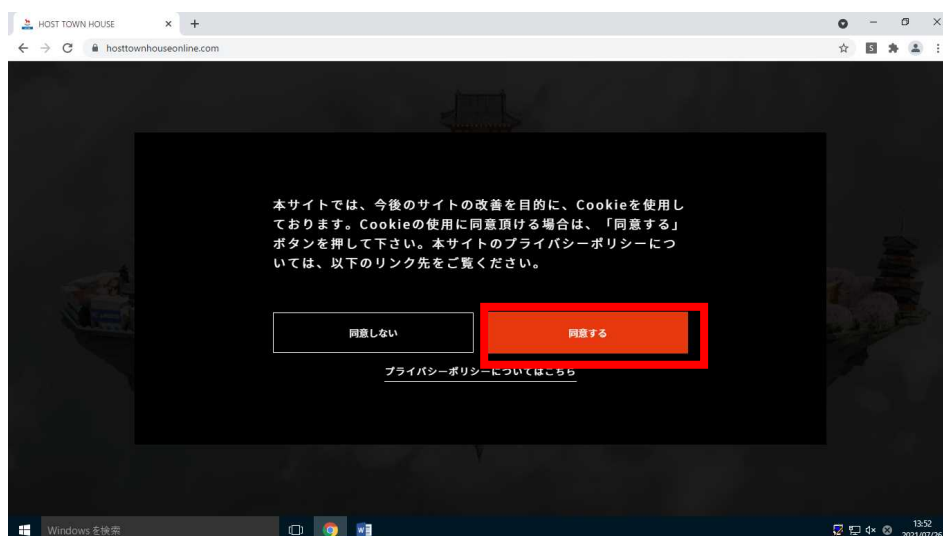 HOST TOWN HOUSE
hosttownhouseonline.com
本サイトでは、今後のサイトの改善を目的に、Cookieを使用し
ております。Cookieの使用に同意頂ける場合は、「同意する」
ボタンを押して下さい。本サイトのプライバシーポリシーにつ
いては、以下のリンク先をご覧ください。
同意しない
同意する
プライバシーポリシーについてはこちら
Windows を検索
13:52
2021/07/26